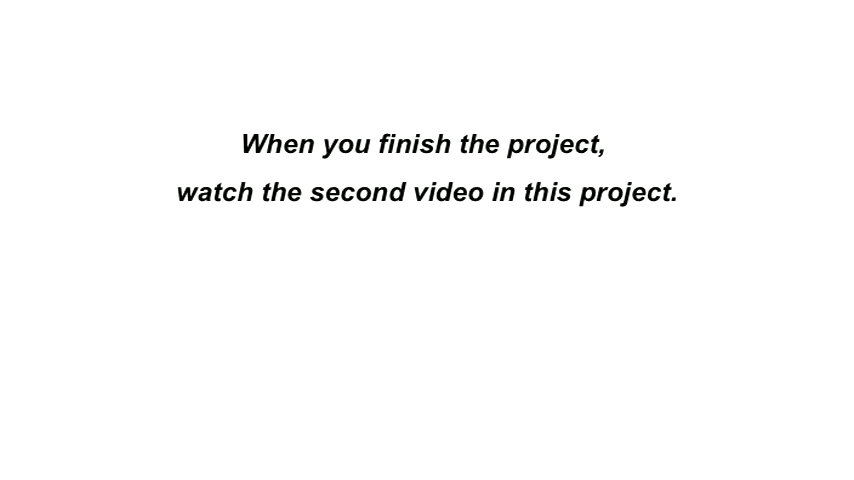 When you finish the project,
watch the second video in this project.